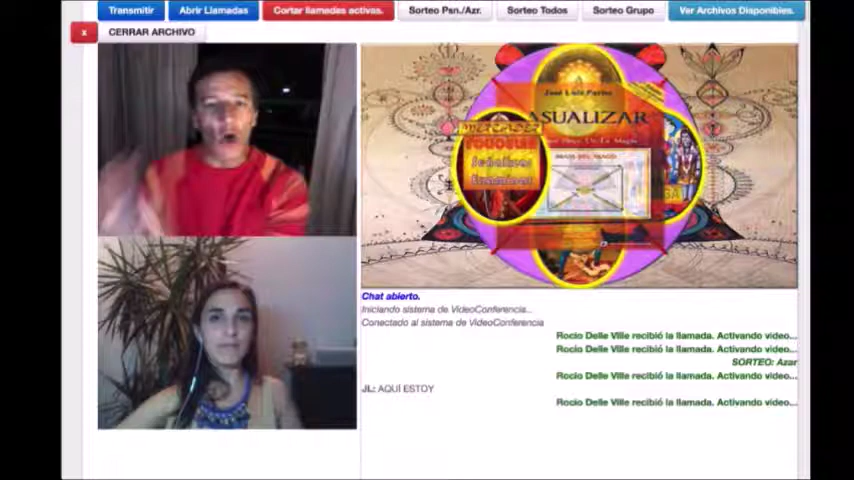 Transmitir
Abrir Llamadas
Cortar llamadas activas.
Sorteo Psn./Azr.
Sorteo Todos
Sorteo Grupo
Ver Archivos Disponibles.
x
CERRAR ARCHIVO
José Luis Parise
ASUALIZAR
MERCADER
Chat abierto.
Iniciando sistema de VideoConferencia...
Conectado al sistema de VideoConferencia
Rocio Delle Ville recibió la llamada. Activando video...
Rocio Delle Ville recibió la llamada. Activando video...
SORTEO: Azar
Rocio Delle Ville recibió la llamada. Activando video...
JL: AQUÍ ESTOY
Rocio Delle Ville recibió la llamada. Activando video...